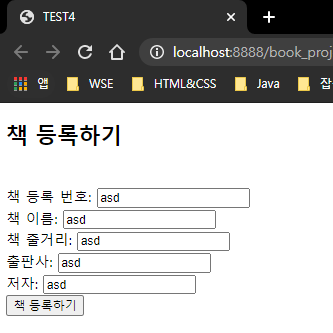 TEST4
localhost:8888/book_proj
앱 WSE HTML&CSS Java 잡
책 등록하기
책 등록 번호: asd
책 이름: asd
책 줄거리: asd
출판사: asd
저자: asd
책 등록하기